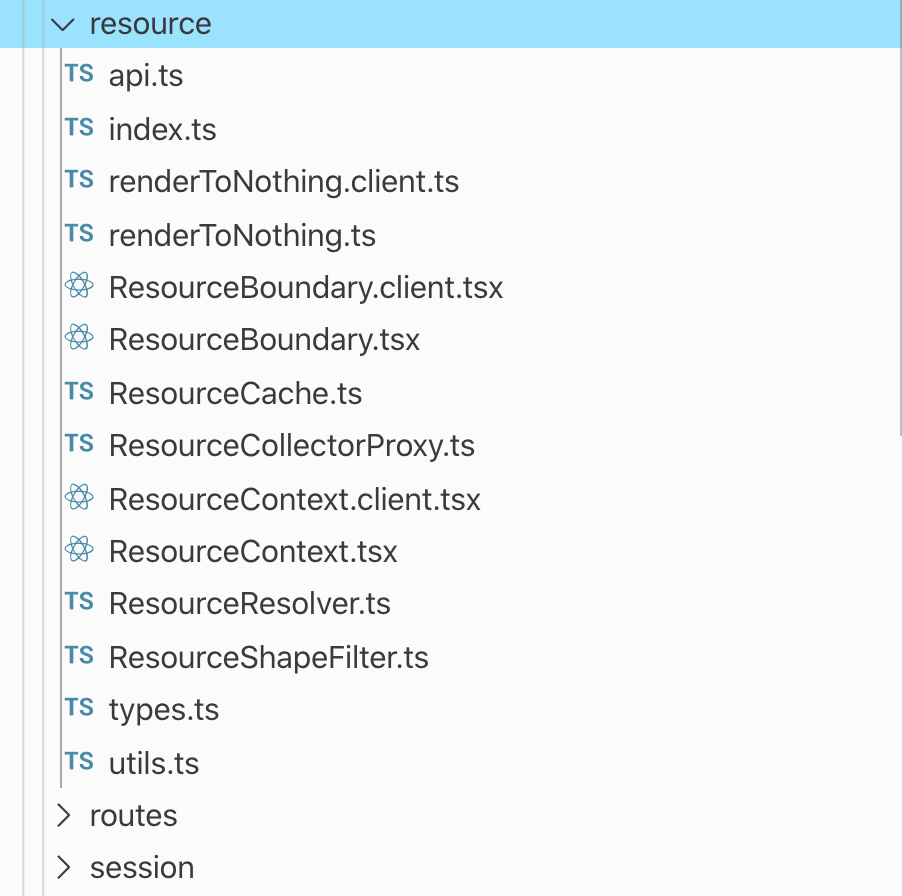 resource
TS api.ts
TS index.ts
TS renderToNothing.client.ts
TS renderToNothing.ts
ResourceBoundary.client.tsx
ResourceBoundary.tsx
TS ResourceCache.ts
TS ResourceCollectorProxy.ts
ResourceContext.client.tsx
ResourceContext.tsx
TS ResourceResolver.ts
TS ResourceShapeFilter.ts
TS types.ts
TS utils.ts
routes
session